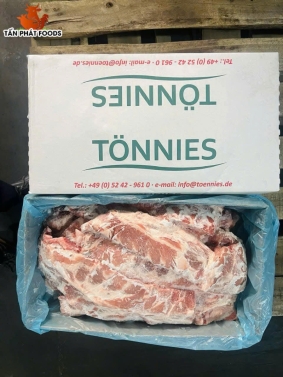 TẤN PHÁT FOODS
Tel.: +49 (0) 52 42 - 961 0 - e-mail: info@toennies.de
TÖNNIES
TÖNNIES
Tel.: +49 (0) 52 42 - 961 0 - e-mail: info@toennies.de